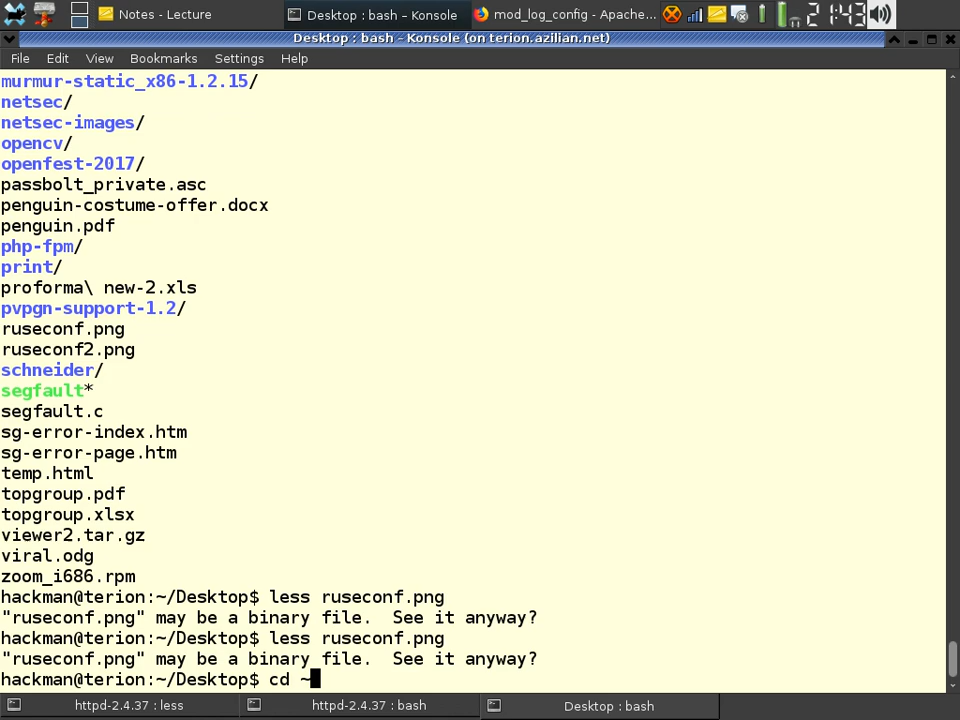 Notes - Lecture
Desktop : bash – Konsole
mod_log_config - Apache...
2 1:43
Desktop : bash – Konsole (on terion.azilian.net)
File Edit View Bookmarks Settings Help
murmur-static_x86-1.2.15/
netsec/
netsec-images/
opencv/
openfest-2017/
passbolt_private.asc
penguin-costume-offer.docx
penguin.pdf
php-fpm/
print/
proforma\ new-2.xls
pvpgn-support-1.2/
ruseconf.png
ruseconf2.png
schneider/
segfault*
segfault.c
sg-error-index.htm
sg-error-page.htm
temp.html
topgroup.pdf
topgroup.xlsx
viewer2.tar.gz
viral.odg
zoom_i686.rpm
hackman@terion:~/Desktop$ less ruseconf.png
"ruseconf.png" may be a binary file.  See it anyway?
hackman@terion:~/Desktop$ less ruseconf.png
"ruseconf.png" may be a binary file.  See it anyway?
hackman@terion:~/Desktop$ cd ~
httpd-2.4.37 : less
httpd-2.4.37 : bash
Desktop : bash